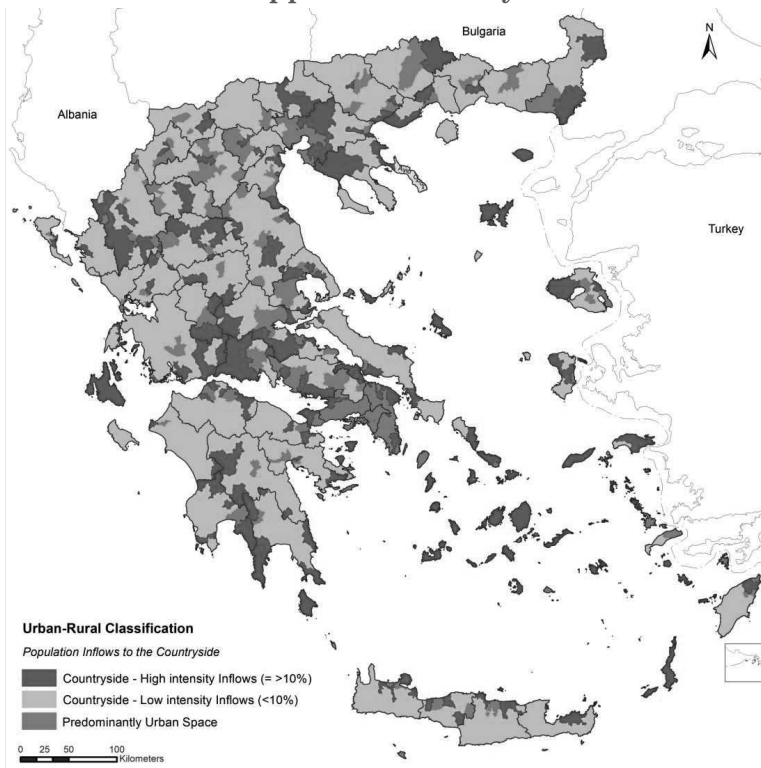 Bulgaria
N
Albania
Turkey
Urban-Rural Classification
Population Inflows to the Countryside
Countryside - High intensity Inflows (= >10%)
Countryside - Low intensity Inflows (<10%)
Predominantly Urban Space
0 25 50 100
Kilometers